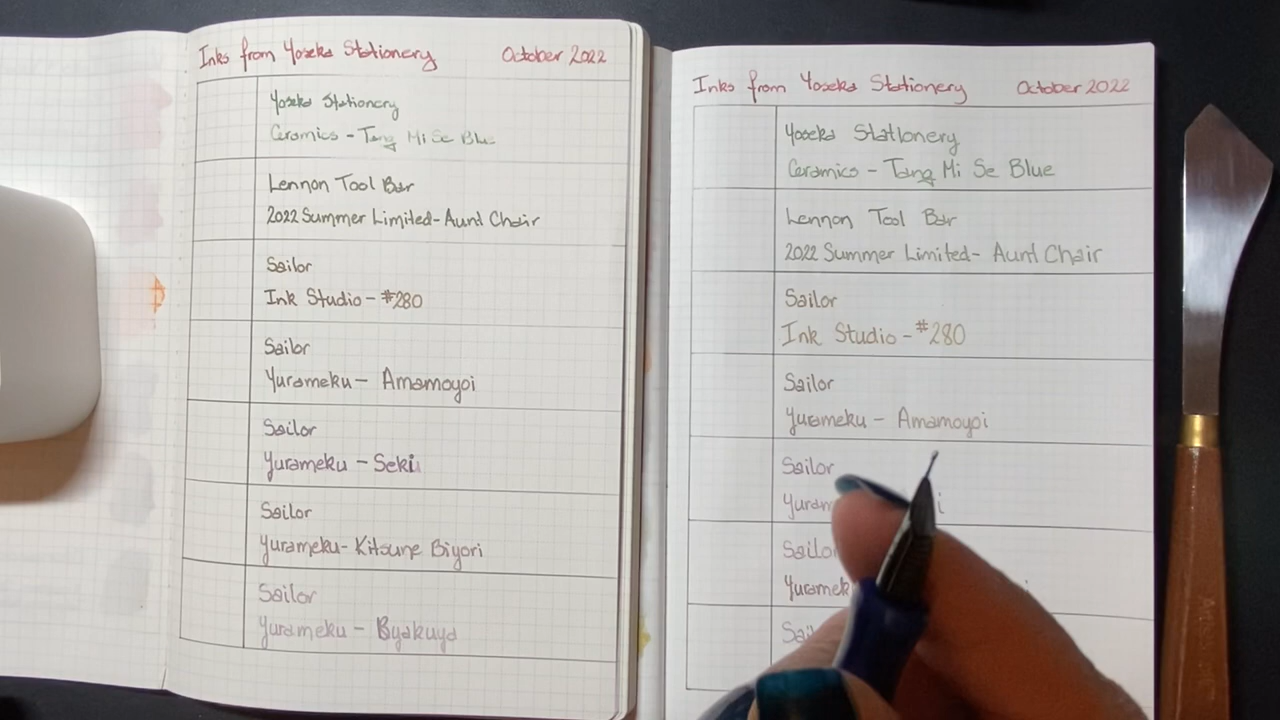 Inks from Yoseka Stationery October 2022
Yoseka Stationery
Ceramics - Tang Mi Se Blue
Lennon Tool Bar
2022 Summer Limited - Aunt Chair
Sailor
Ink Studio - #280
Sailor
Yurameku - Amamoyoi
Sailor
Yurameku - Seki
Sailor
Yurameku - Kitsune Biyori
Sailor
Yurameku - Byakuya
Inks from Yoseka Stationery October 2022
Yoseka Stationery
Ceramics - Tang Mi Se Blue
Lennon Tool Bar
2022 Summer Limited - Aunt Chair
Sailor
Ink Studio - #280
Sailor
Yurameku - Amamoyoi
Sailor
Sailor